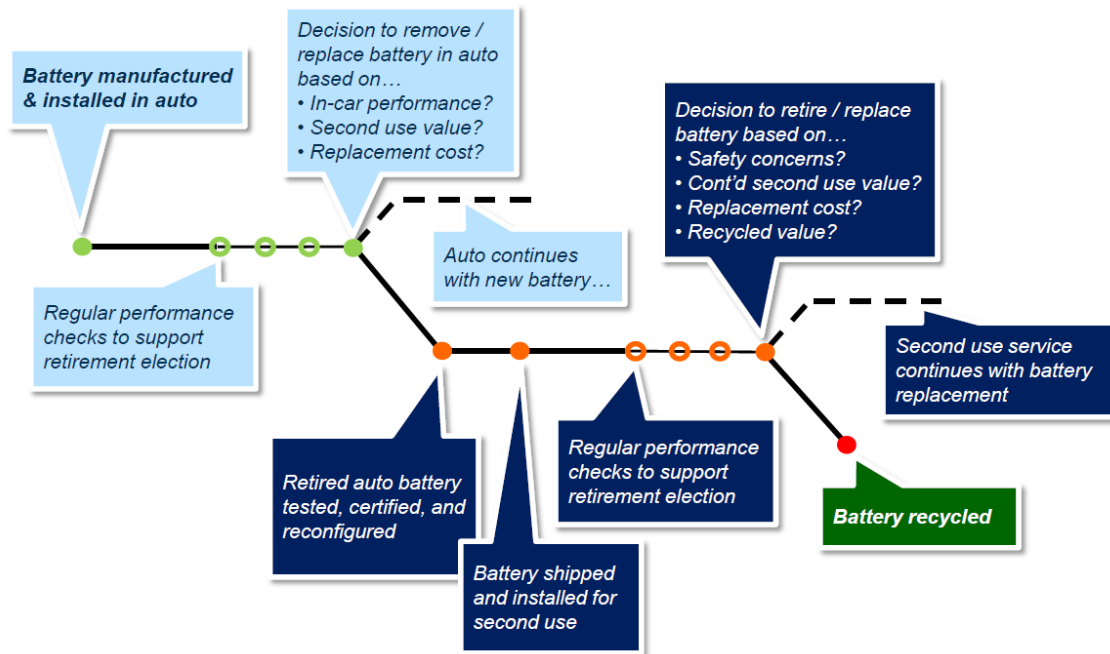 Battery manufactured
& installed in auto
Decision to remove /
replace battery in auto
based on…
• In-car performance?
• Second use value?
• Replacement cost?
Decision to retire / replace
battery based on…
• Safety concerns?
• Cont'd second use value?
• Replacement cost?
• Recycled value?
Auto continues
with new battery…
Regular performance
checks to support
retirement election
Second use service
continues with battery
replacement
Retired auto battery
tested, certified, and
reconfigured
Battery shipped
and installed for
second use
Regular performance
checks to support
retirement election
Battery recycled